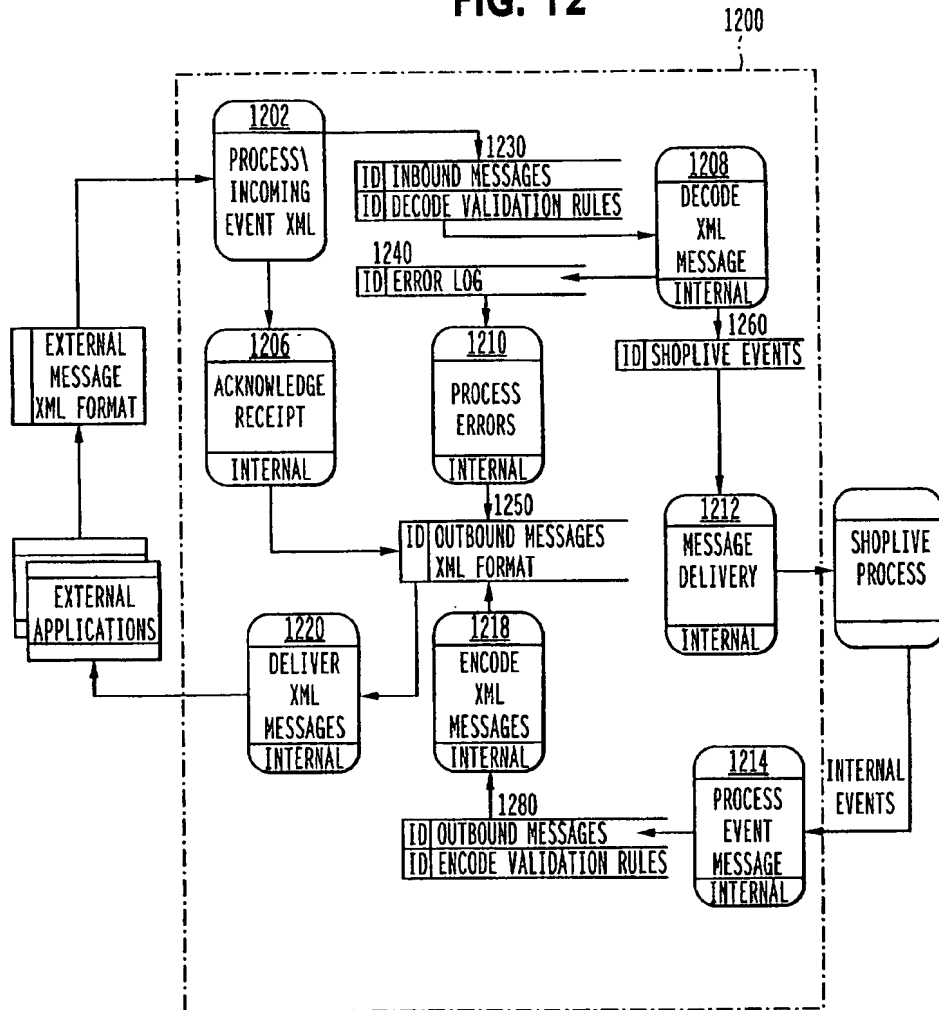 FIG. 12
1200
1202
PROCESS\
INCOMING
EVENT XML
1230
ID INBOUND MESSAGES
ID DECODE VALIDATION RULES
1208
DECODE
XML
MESSAGE
INTERNAL
1240
ID ERROR LOG
1260
ID SHOPLIVE EVENTS
EXTERNAL
MESSAGE
XML FORMAT
1206
ACKNOWLEDGE
RECEIPT
INTERNAL
1210
PROCESS
ERRORS
INTERNAL
1250
ID OUTBOUND MESSAGES
XML FORMAT
1212
MESSAGE
DELIVERY
INTERNAL
SHOPLIVE
PROCESS
EXTERNAL
APPLICATIONS
1220
DELIVER
XML
MESSAGES
INTERNAL
1218
ENCODE
XML
MESSAGES
INTERNAL
1214
PROCESS
EVENT
MESSAGE
INTERNAL
INTERNAL
EVENTS
1280
ID OUTBOUND MESSAGES
ID ENCODE VALIDATION RULES